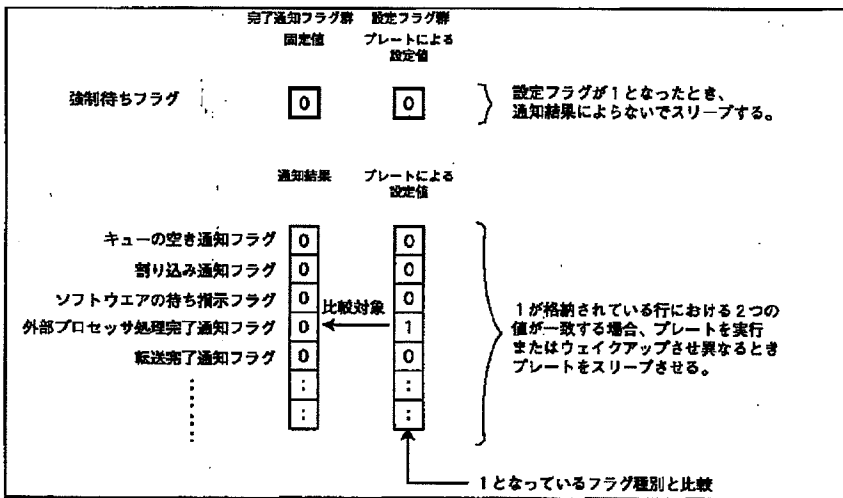 完了通知フラグ群 設定フラグ群
固定値 プレートによる
設定値
強制待ちフラグ 0 0
設定フラグが1となったとき、
通知結果によらないでスリープする。
通知結果 プレートによる
設定値
キューの空き通知フラグ 0 0
割り込み通知フラグ 0 0
ソフトウエアの待ち指示フラグ 0 0
比較対象
外部プロセッサ処理完了通知フラグ 0 1
転送完了通知フラグ 0 0
: :
: :
1が格納されている行における2つの
値が一致する場合、プレートを実行
またはウェイクアップさせ異なるとき
プレートをスリープさせる。
1となっているフラグ種別と比較